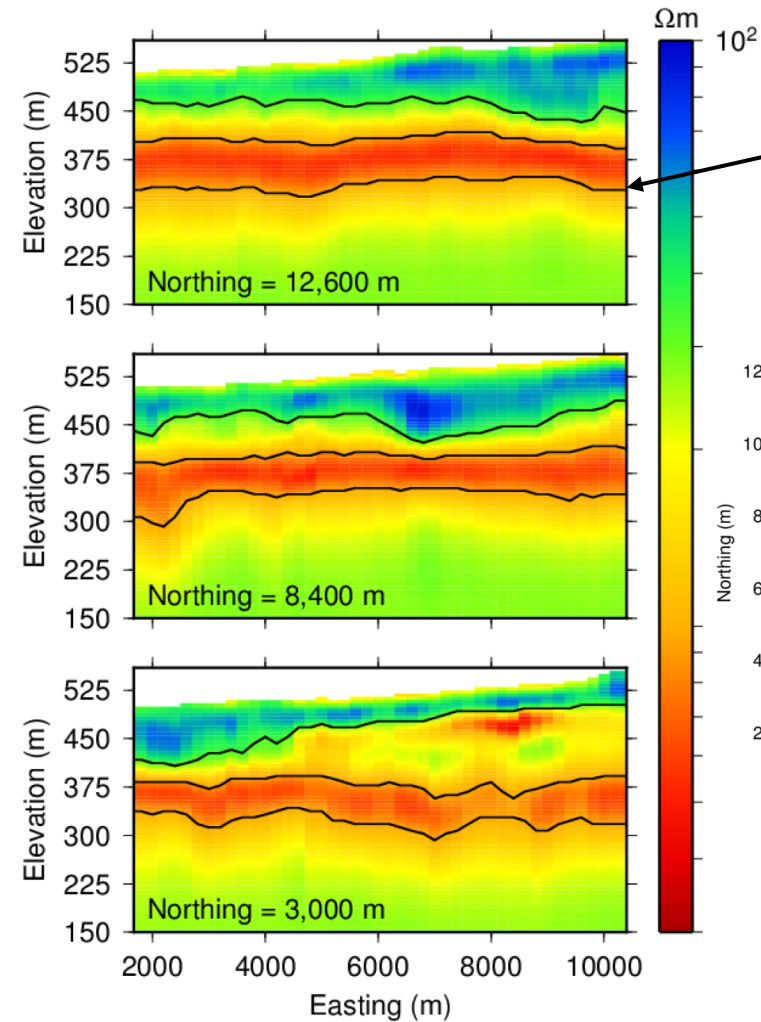 Ωm
10²
525
450
375
300
225
150
Elevation (m)
Northing = 12,600 m
525
450
375
300
225
150
Elevation (m)
Northing = 8,400 m
525
450
375
300
225
150
Elevation (m)
Northing = 3,000 m
2000 4000 6000 8000 10000
Easting (m)
12
10
8
6
4
2
Northing (m)